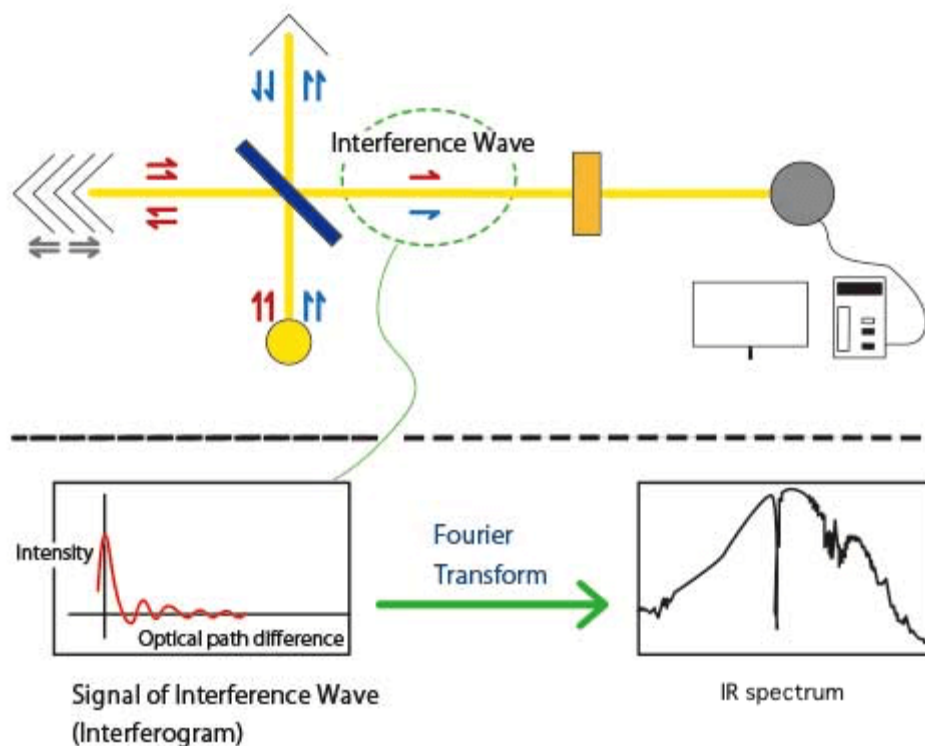 Interference Wave
Intensity
Optical path difference
Fourier
Transform
Signal of Interference Wave
(Interferogram)
IR spectrum